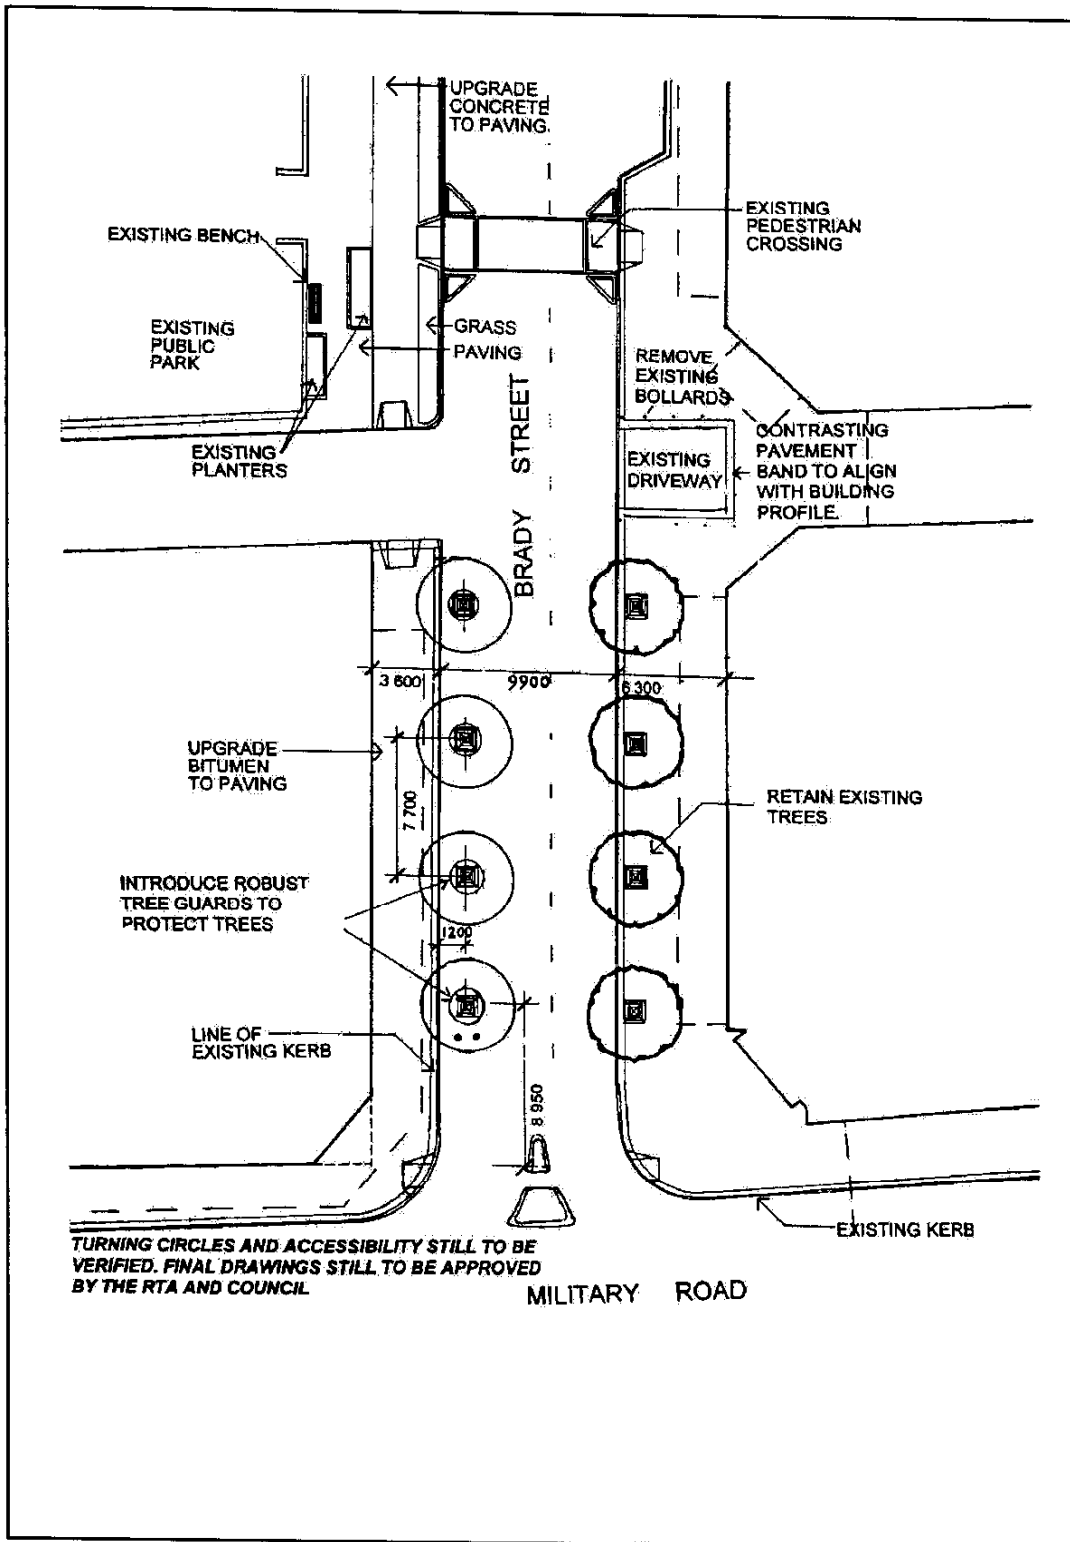 UPGRADE
CONCRETE
TO PAVING
EXISTING
PEDESTRIAN
CROSSING
EXISTING BENCH
EXISTING
PUBLIC
PARK
GRASS
PAVING
REMOVE
EXISTING
BOLLARDS
BRADY STREET
EXISTING
PLANTERS
EXISTING
DRIVEWAY
CONTRASTING
PAVEMENT
BAND TO ALIGN
WITH BUILDING
PROFILE.
3 600
9900
6 300
UPGRADE
BITUMEN
TO PAVING
7 700
RETAIN EXISTING
TREES
INTRODUCE ROBUST
TREE GUARDS TO
PROTECT TREES
1200
LINE OF
EXISTING KERB
8 950
EXISTING KERB
TURNING CIRCLES AND ACCESSIBILITY STILL TO BE
VERIFIED. FINAL DRAWINGS STILL TO BE APPROVED
BY THE RTA AND COUNCIL
MILITARY ROAD